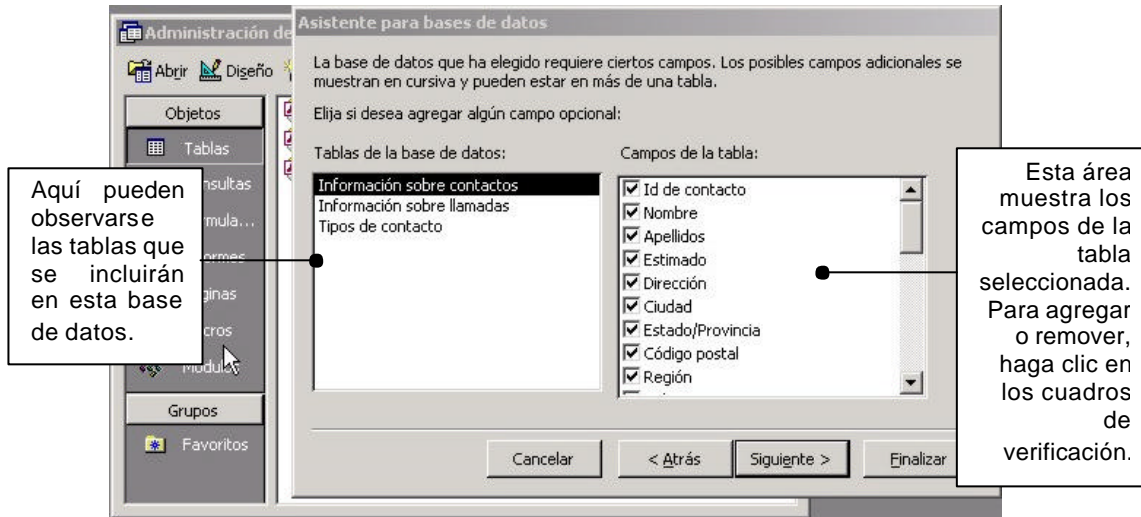 Administración de
Asistente para bases de datos
Abrir Diseño
La base de datos que ha elegido requiere ciertos campos. Los posibles campos adicionales se
muestran en cursiva y pueden estar en más de una tabla.
Elija si desea agregar algún campo opcional:
Objetos
Tablas
Favoritos
Grupos
Módulos
Tablas de la base de datos:
Información sobre contactos
Información sobre llamadas
Tipos de contacto
Campos de la tabla:
Id de contacto
Nombre
Apellidos
Estimado
Dirección
Ciudad
Estado/Provincia
Código postal
Región
Cancelar
< Atrás
Siguiente >
Finalizar
Aquí pueden
observarse
las tablas que
se incluirán
en esta base
de datos.
Esta área
muestra los
campos de la
tabla
seleccionada.
Para agregar
o remover,
haga clic en
los cuadros
de
verificación.